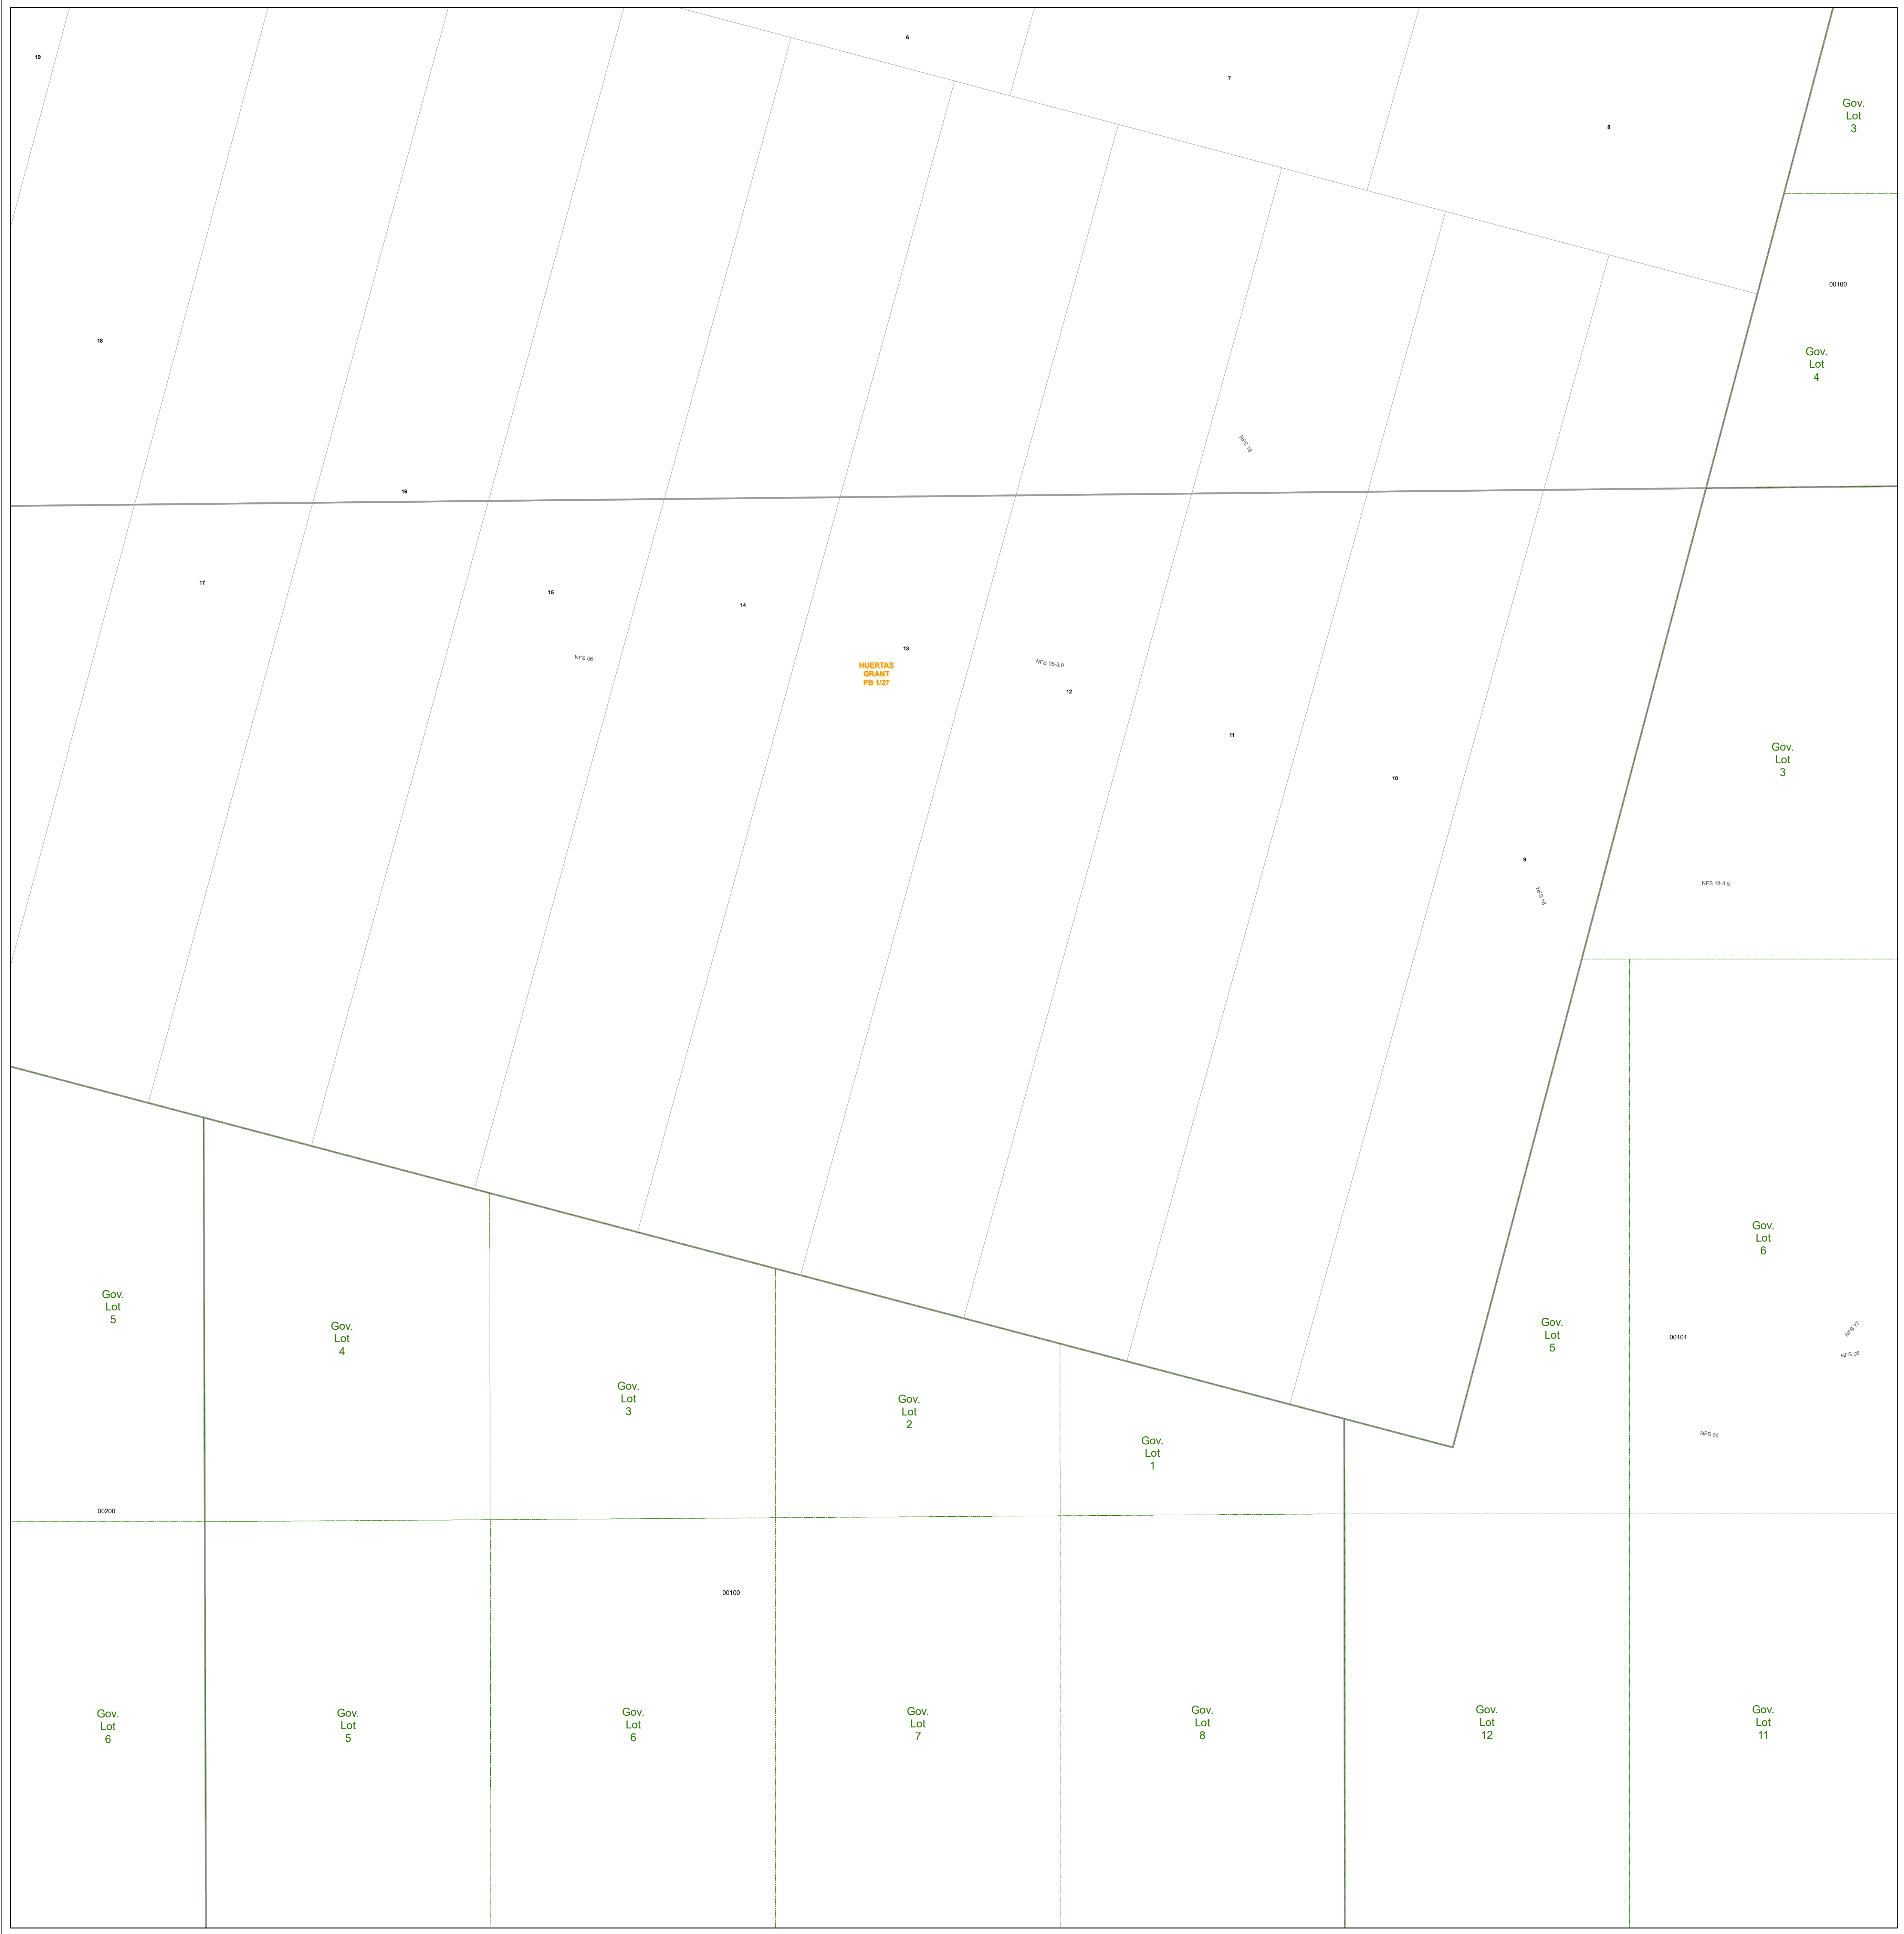 6
19
7
Gov.
Lot
3
8
00100
18
Gov.
Lot
4
NFS 18
16
17
15
14
13
NFS 06
HUERTAS
GRANT
PB 1/27
NFS 06-3.0
12
11
Gov.
Lot
3
10
9
NFS 18-4.5
NFS 18
Gov.
Lot
6
Gov.
Lot
5
Gov.
Lot
4
Gov.
Lot
5
00101
NFS 77
NFS 06
Gov.
Lot
3
Gov.
Lot
2
Gov.
Lot
1
NFS 06
00200
00100
Gov.
Lot
6
Gov.
Lot
5
Gov.
Lot
6
Gov.
Lot
7
Gov.
Lot
8
Gov.
Lot
12
Gov.
Lot
11